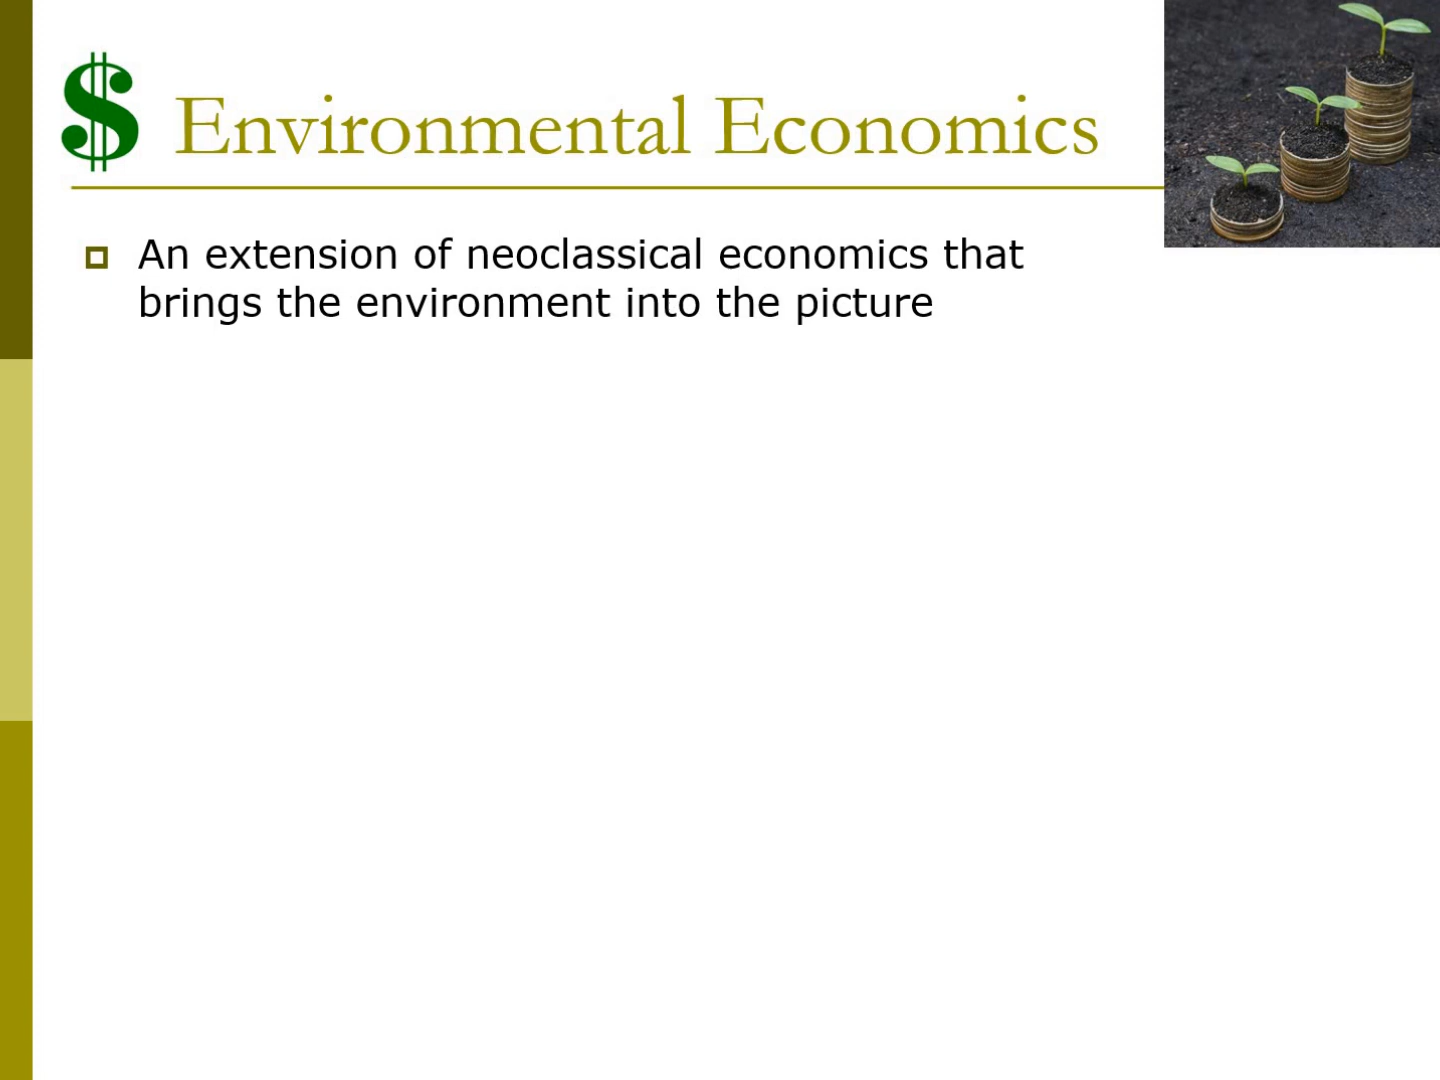 $ Environmental Economics
An extension of neoclassical economics that
brings the environment into the picture